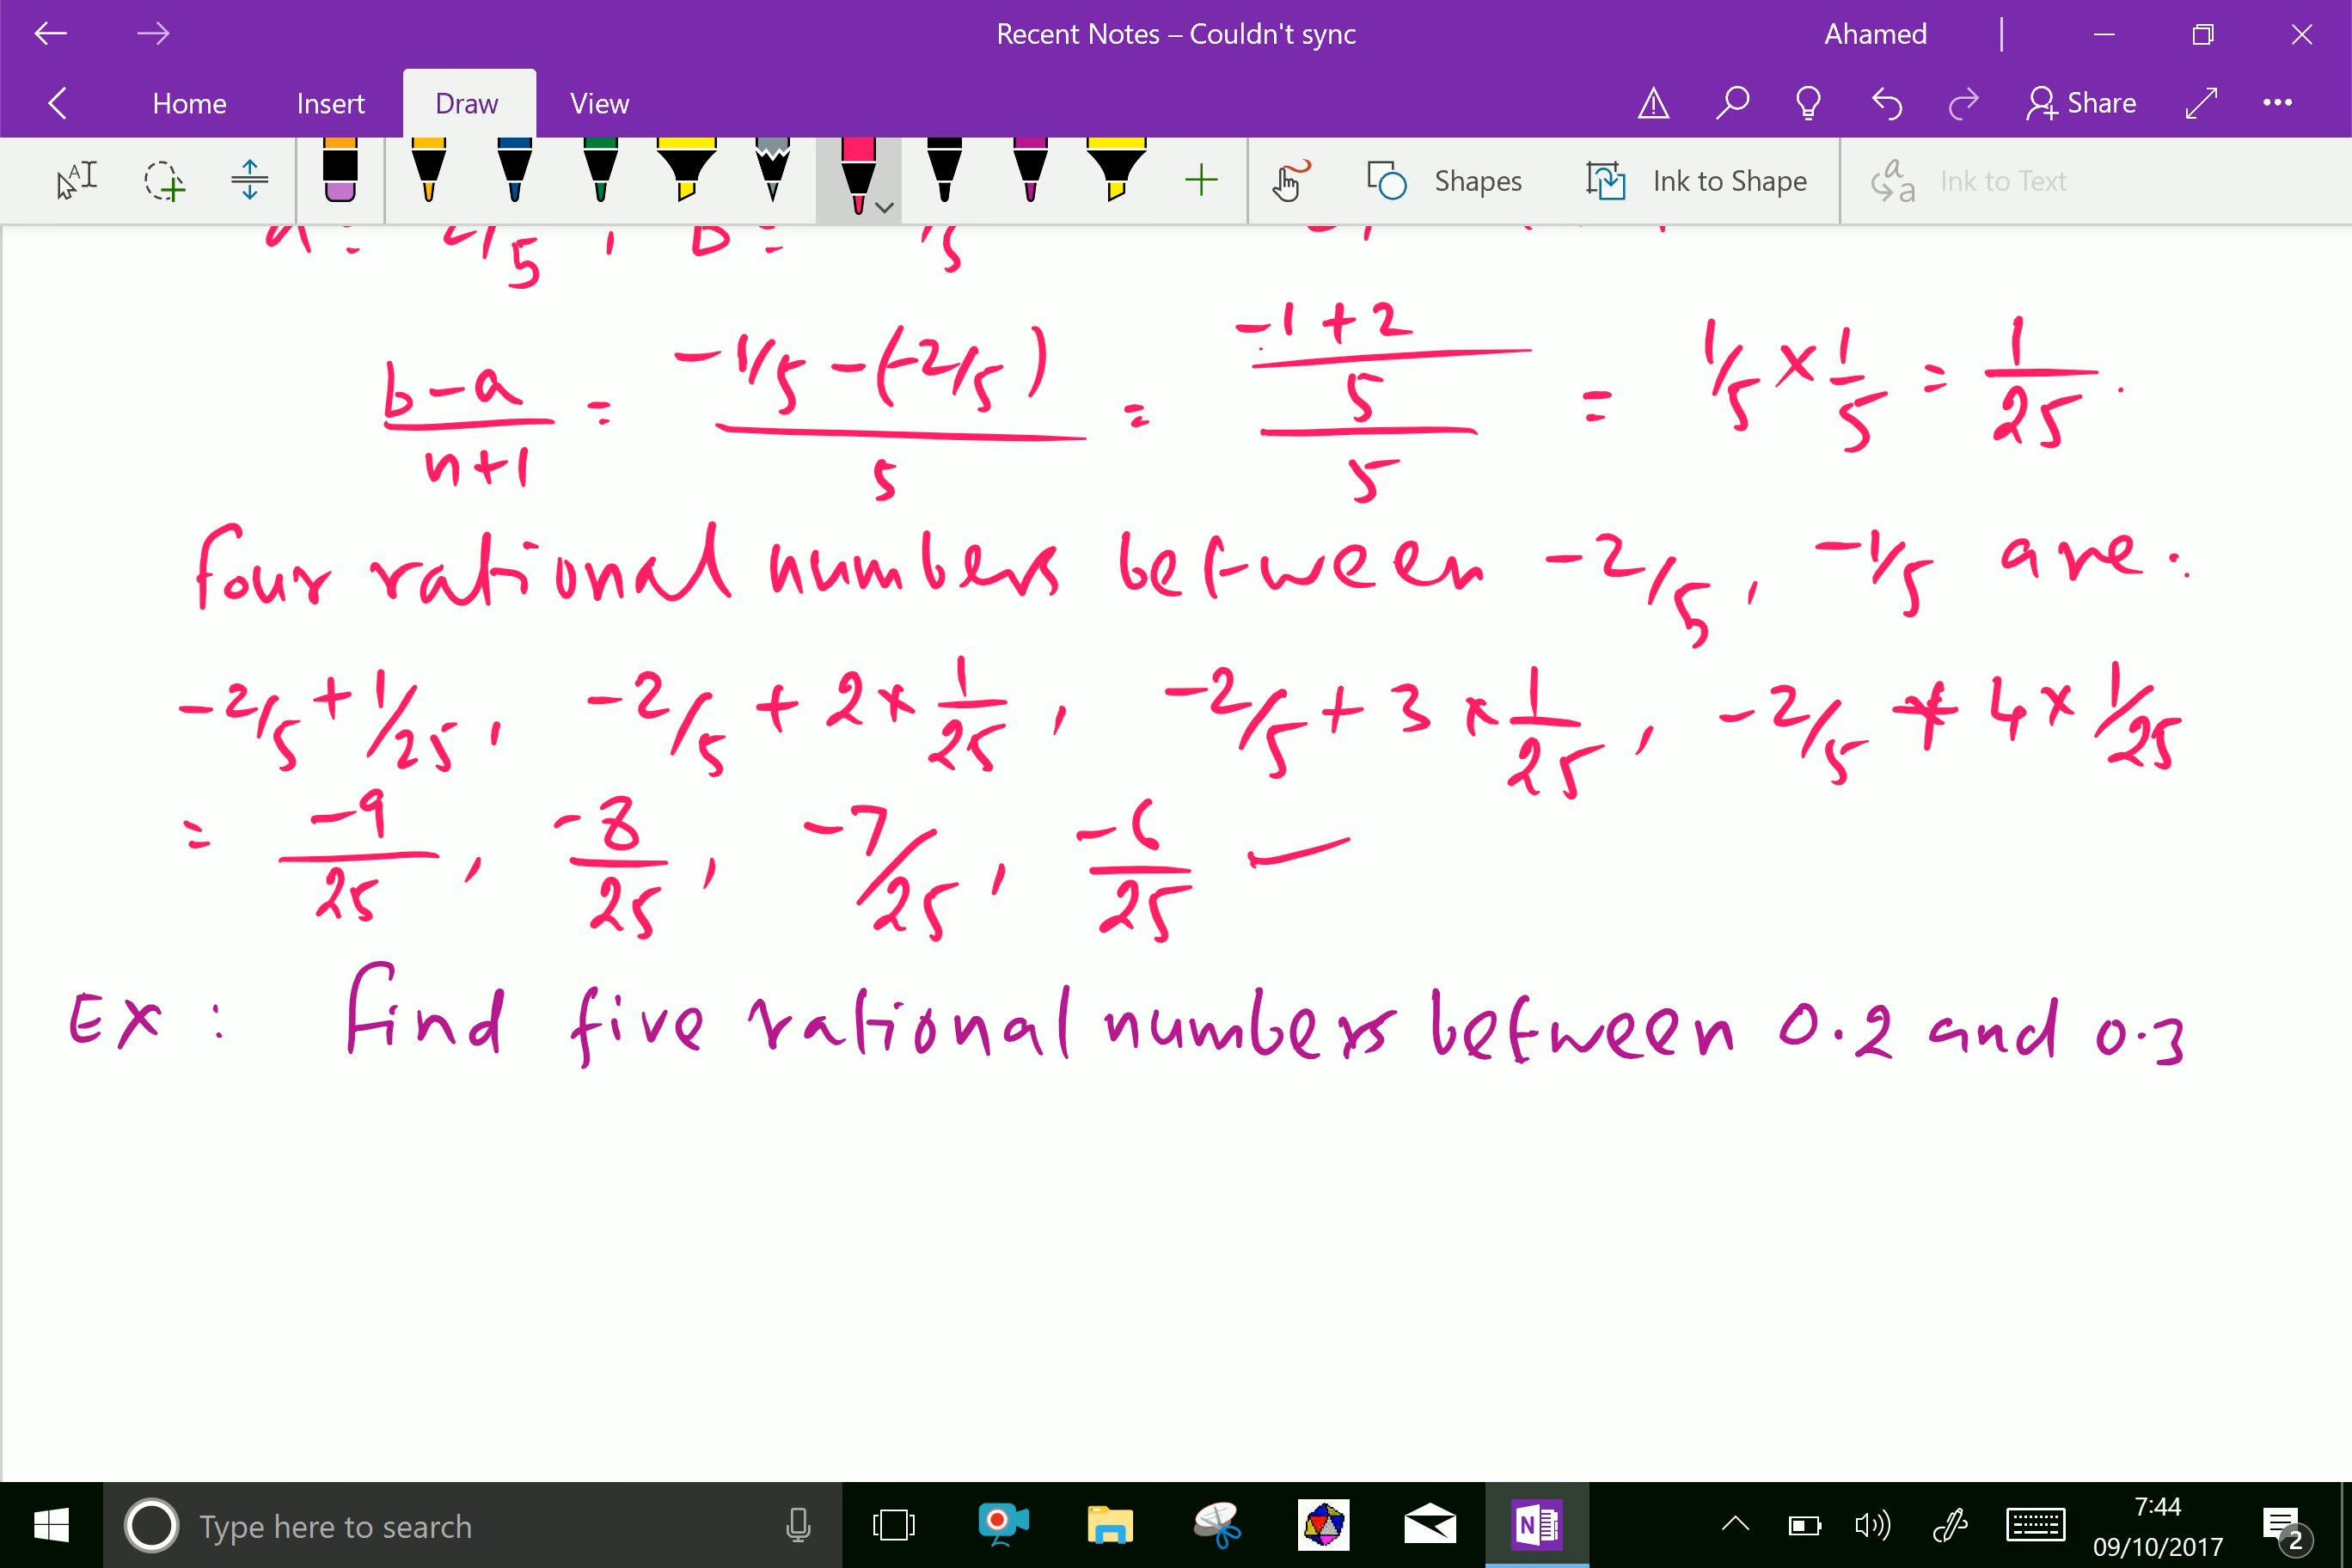 Recent Notes – Couldn't sync Ahamed
Home Insert Draw View Share
Shapes Ink to Shape Ink to Text
b-a/n+1 = -1/5-(-2/5)/5 = -1+2/5/5 = 1/5 × 1/5 = 1/25.
four rational numbers between -2/5, -1/5 are:
-2/5 + 1/25, -2/5 + 2 × 1/25, -2/5 + 3 × 1/25, -2/5 + 4 × 1/25
= -9/25, -8/25, -7/25, -6/25
Ex: find five rational numbers between 0.2 and 0.3
Type here to search
7:44
09/10/2017
2